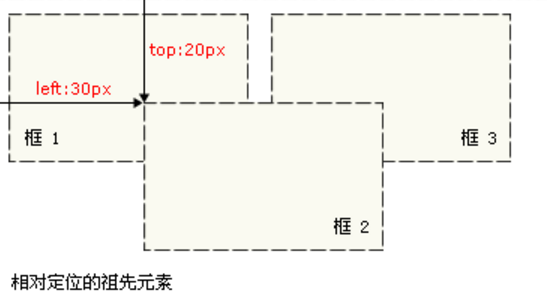 top:20px
left:30px
框 1
框 3
框 2
相对定位的祖先元素